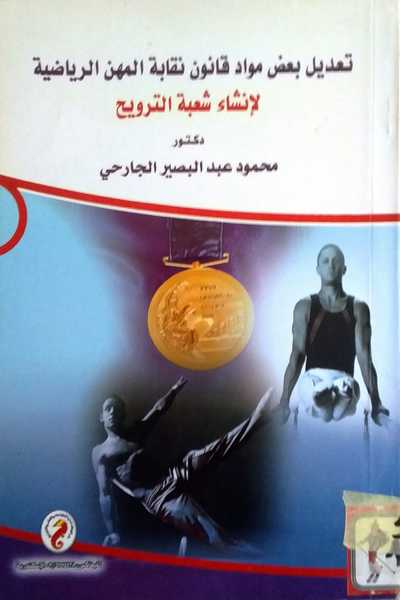 تعديل بعض مواد قانون نقابة المهن الرياضية
لإنشاء شعبة الترويح
دكتور
محمود عبد البصير الجارحي